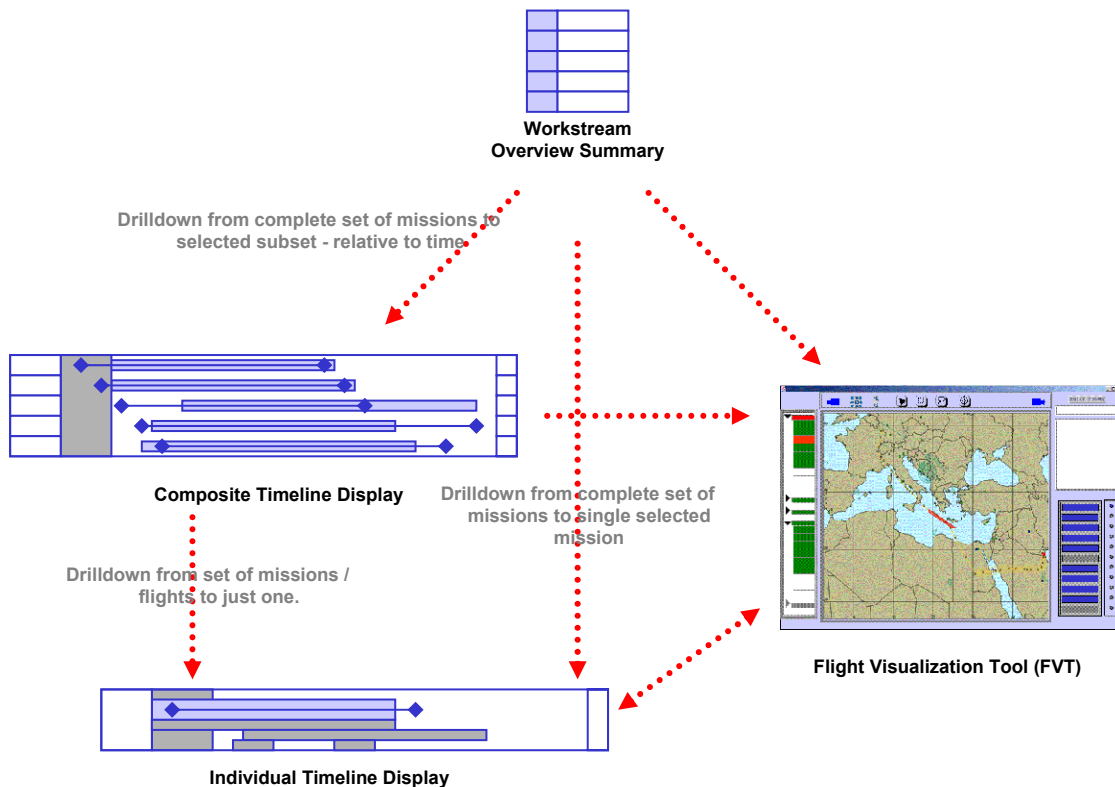 Workstream
Overview Summary
Drilldown from complete set of missions to
selected subset - relative to time
Composite Timeline Display
Drilldown from complete set of
missions to single selected
mission
Drilldown from set of missions /
flights to just one.
Flight Visualization Tool (FVT)
Individual Timeline Display